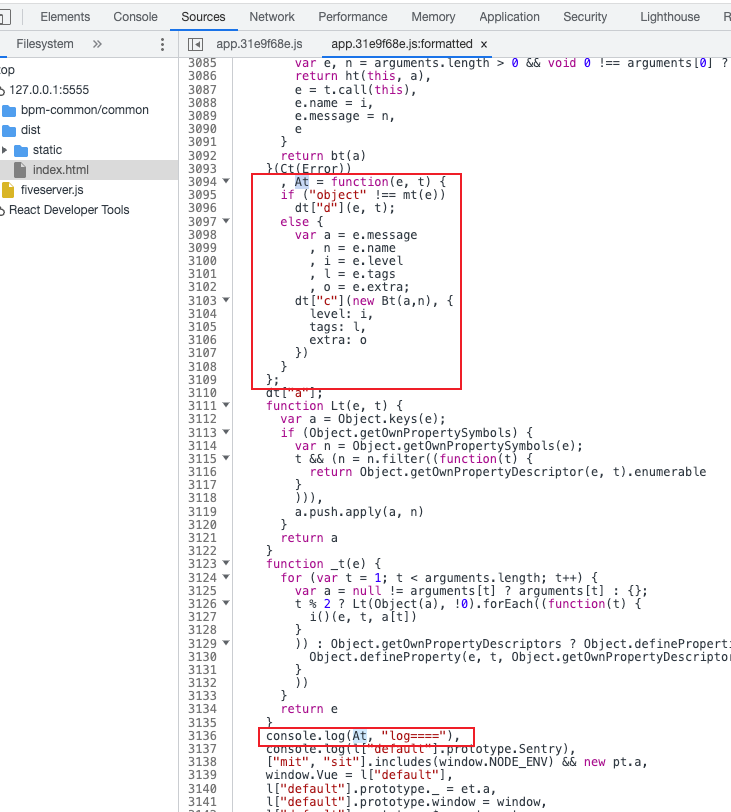 Elements Console Sources Network Performance Memory Application Security Lighthouse R
Filesystem »
app.31e9f68e.js app.31e9f68e.js:formatted ×
top
127.0.0.1:5555
bpm-common/common
dist
static
index.html
fiveserver.js
React Developer Tools
3085 var e, n = arguments.length > 0 && void 0 !== arguments[0] ?
3086 return ht(this, a),
3087 e = t.call(this),
3088 e.name = i,
3089 e.message = n,
3090 e
3091 }
3092 return bt(a)
3093 }(Ct(Error))
3094 , At = function(e, t) {
3095 if ("object" !== mt(e))
3096 dt["d"](e, t);
3097 else {
3098 var a = e.message
3099 , n = e.name
3100 , i = e.level
3101 , l = e.tags
3102 , o = e.extra;
3103 dt["c"](new Bt(a,n), {
3104 level: i,
3105 tags: l,
3106 extra: o
3107 })
3108 }
3109 };
3110 dt["a"];
3111 function Lt(e, t) {
3112 var a = Object.keys(e);
3113 if (Object.getOwnPropertySymbols) {
3114 var n = Object.getOwnPropertySymbols(e);
3115 t && (n = n.filter((function(t) {
3116 return Object.getOwnPropertyDescriptor(e, t).enumerable
3117 }
3118 ))),
3119 a.push.apply(a, n)
3120 }
3121 return a
3122 }
3123 function _t(e) {
3124 for (var t = 1; t < arguments.length; t++) {
3125 var a = null != arguments[t] ? arguments[t] : {};
3126 t % 2 ? Lt(Object(a), !0).forEach((function(t) {
3127 i()(e, t, a[t])
3128 }
3129 )) : Object.getOwnPropertyDescriptors ? Object.defineProperti
3130 Object.defineProperty(e, t, Object.getOwnPropertyDescriptor
3131 }
3132 ))
3133 }
3134 return e
3135 }
3136 console.log(At, "log===="),
3137 console.log(l["default"].prototype.Sentry),
3138 ["mit", "sit"].includes(window.NODE_ENV) && new pt.a,
3139 window.Vue = l["default"],
3140 l["default"].prototype._ = et.a,
3141 l["default"].prototype.window = window,